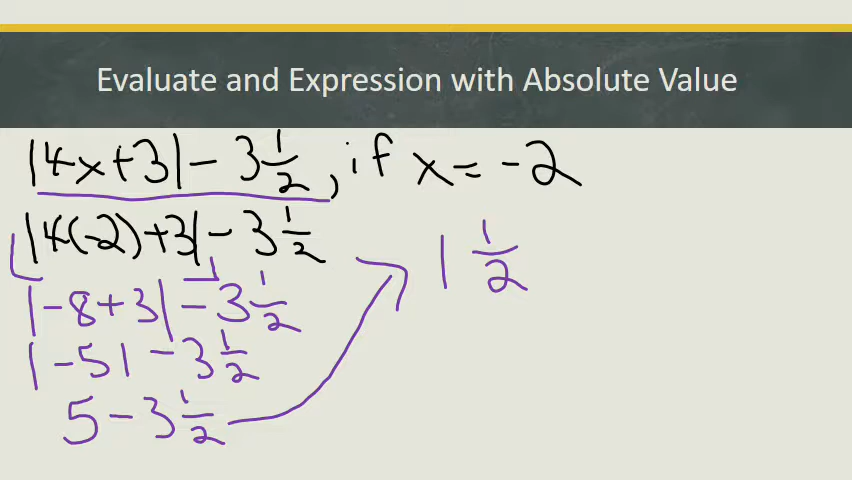 Evaluate and Expression with Absolute Value
|4x+3| - 3 1/2, if x = -2
|4(-2)+3| - 3 1/2
|-8+3| - 3 1/2
|-5| - 3 1/2
5 - 3 1/2
1 1/2